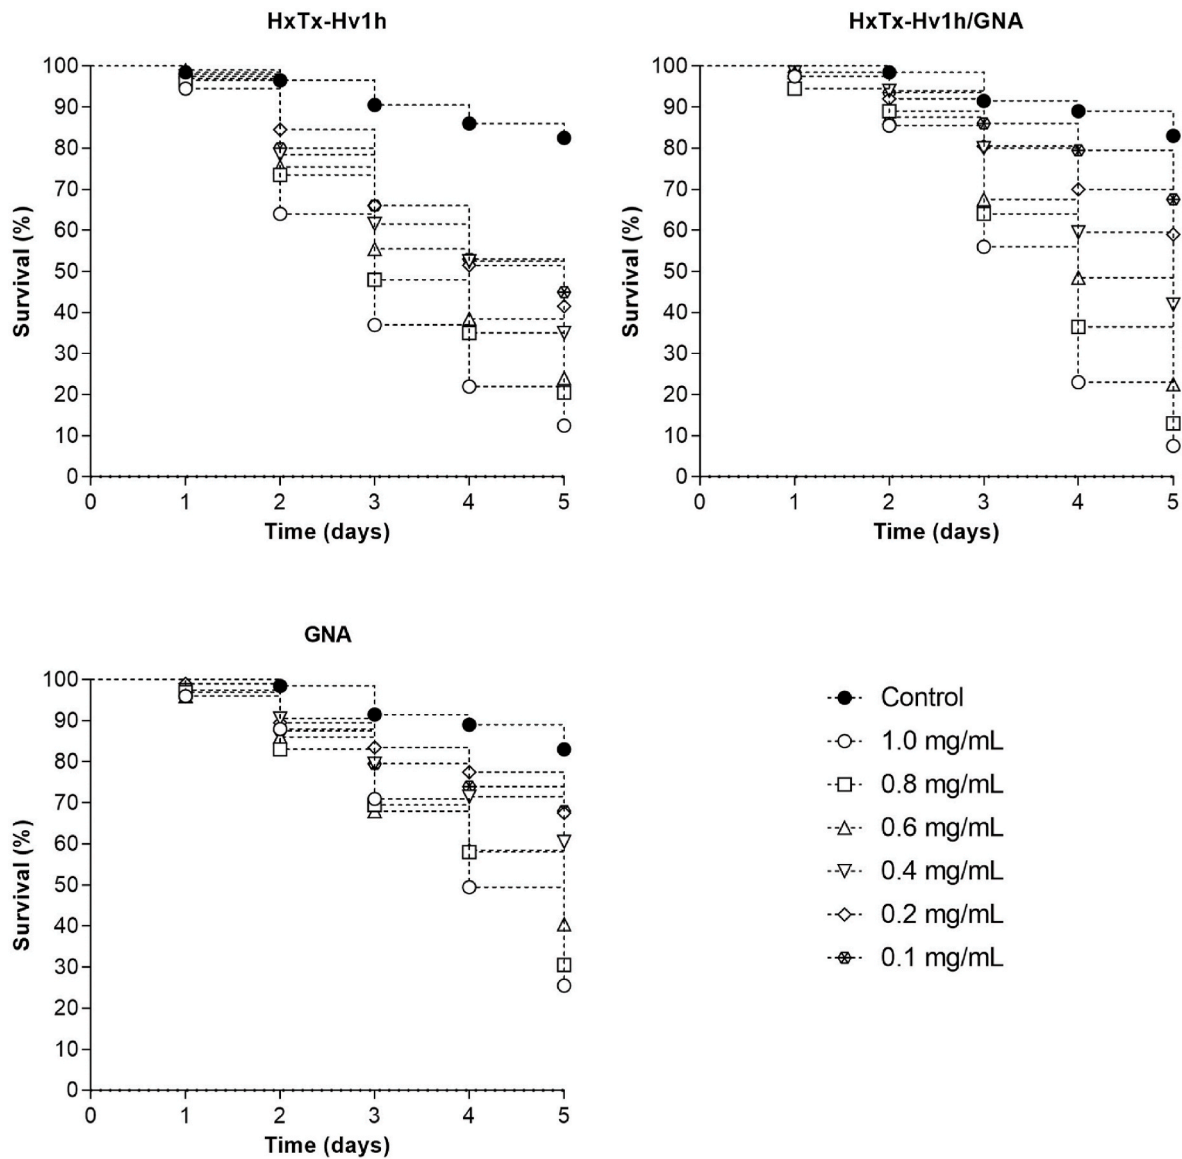 HxTx-Hv1h
Survival (%)
100
90
80
70
60
50
40
30
20
10
0
0 1 2 3 4 5
Time (days)
HxTx-Hv1h/GNA
Survival (%)
100
90
80
70
60
50
40
30
20
10
0
0 1 2 3 4 5
Time (days)
GNA
Survival (%)
100
90
80
70
60
50
40
30
20
10
0
0 1 2 3 4 5
Time (days)
Control
1.0 mg/mL
0.8 mg/mL
0.6 mg/mL
0.4 mg/mL
0.2 mg/mL
0.1 mg/mL